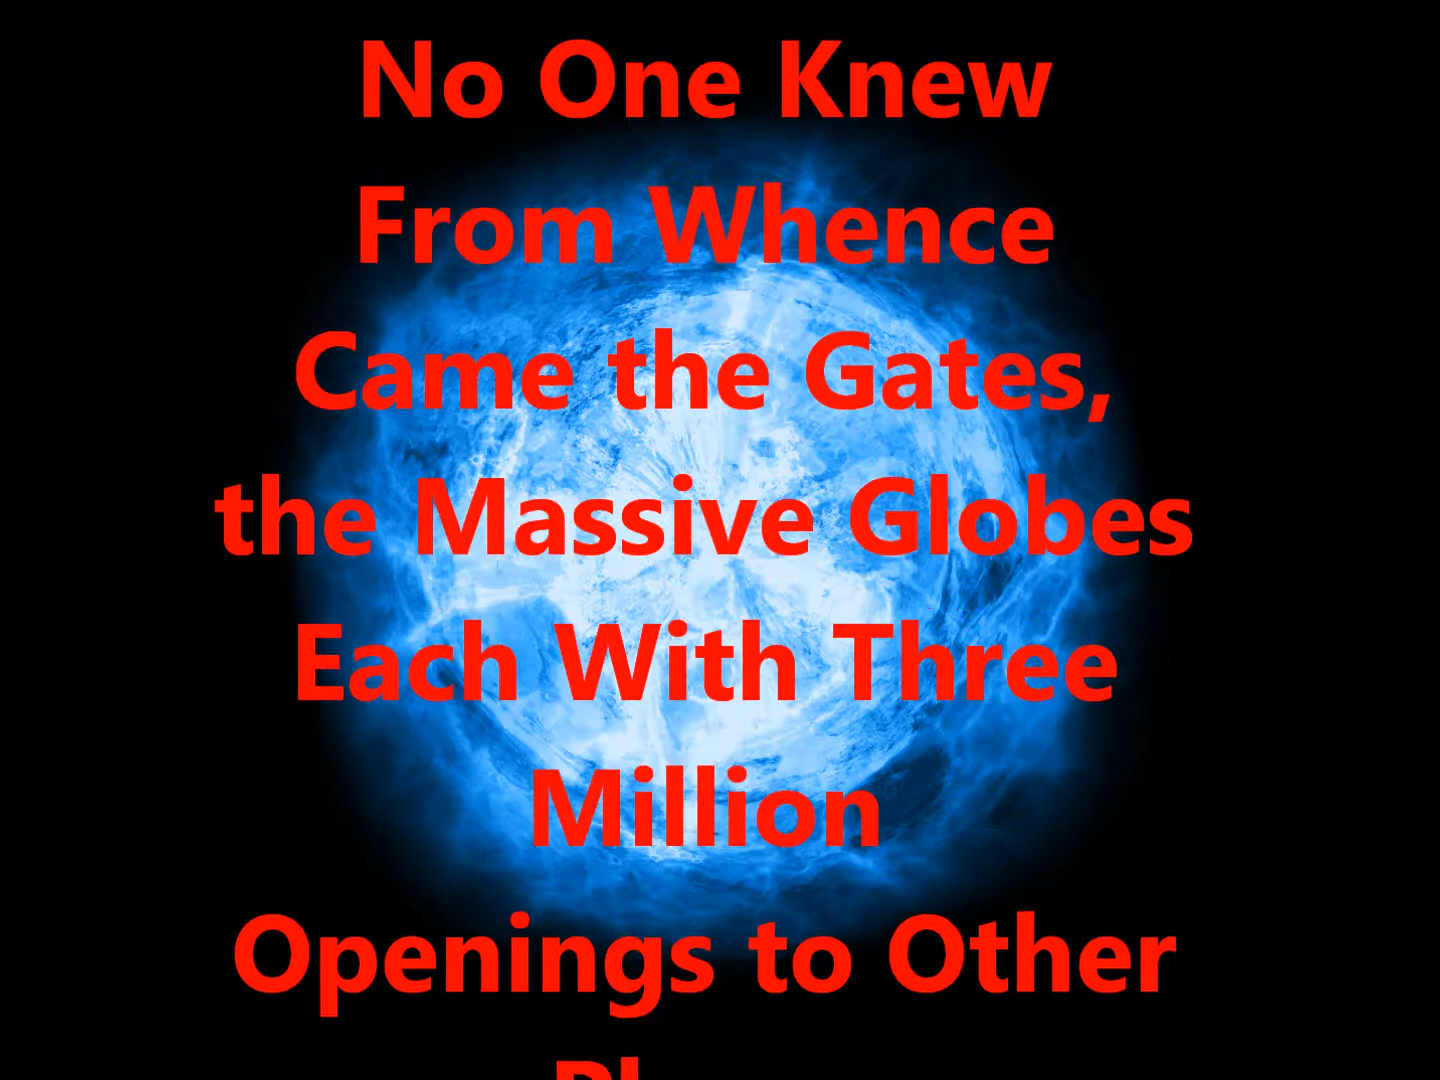 No One Knew
From Whence
Came the Gates,
the Massive Globes
Each With Three
Million
Openings to Other